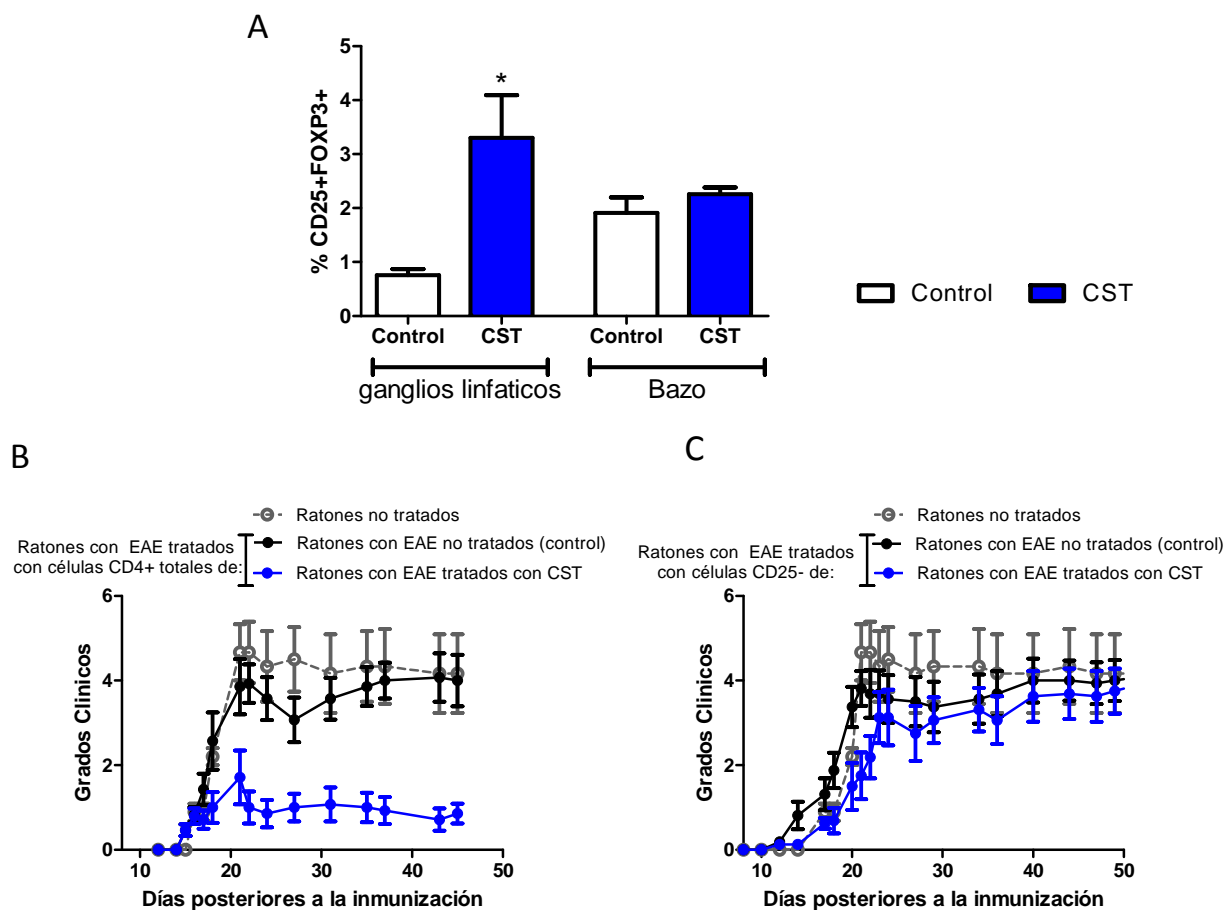 A
5
4
3
2
1
0
% CD25+FOXP3+
*
Control
CST
Control
CST
ganglios linfaticos
Bazo
Control
CST
B
Ratones no tratados
Ratones con EAE tratados
con células CD4+ totales de:
Ratones con EAE no tratados (control)
Ratones con EAE tratados con CST
6
4
2
0
Grados Clinicos
10
20
30
40
50
Días posteriores a la inmunización
C
Ratones no tratados
Ratones con EAE tratados
con células CD25- de:
Ratones con EAE no tratados (control)
Ratones con EAE tratados con CST
6
4
2
0
Grados Clinicos
10
20
30
40
50
Días posteriores a la inmunización